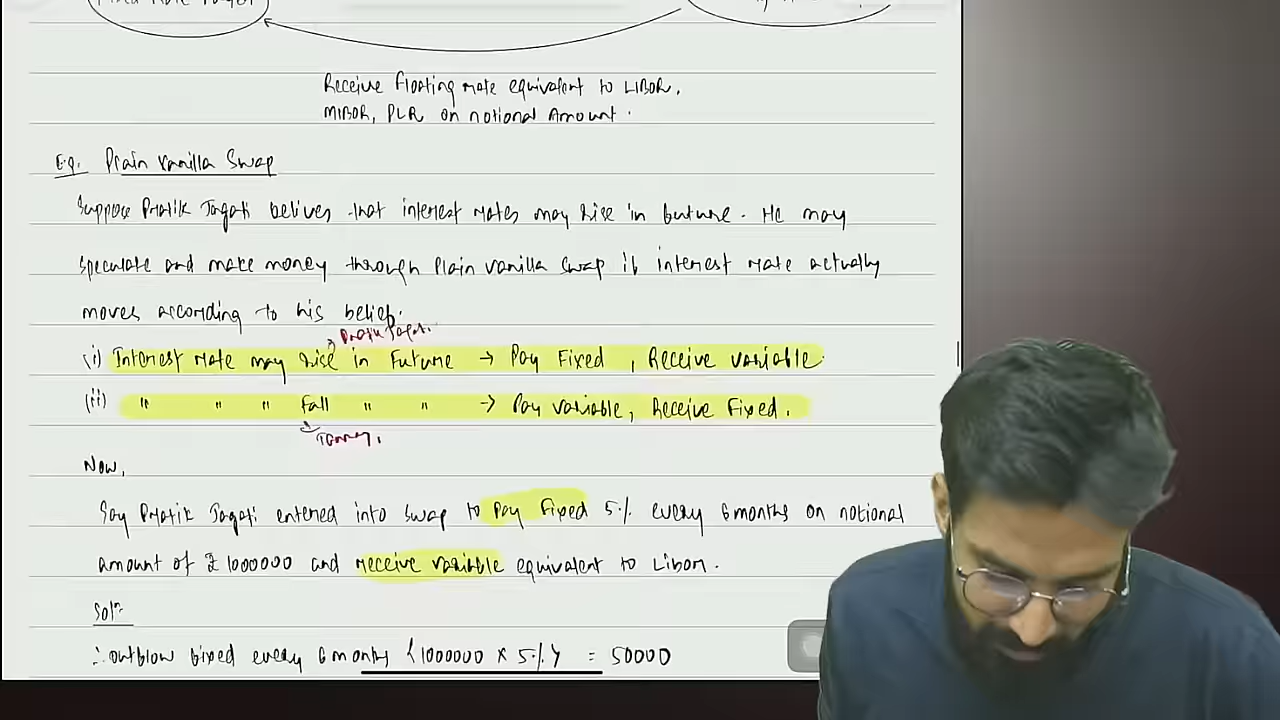 Receive Floating rate equivalent to LIBOR,
MIBOR, PLR on notional Amount.
E.g. Plain Vanilla Swap
Suppose Pratik Jagati belives that interest rates may rise in future. He may
speculate and make money through plain vanilla swap if interest rate actually
moves according to his belief.
Pratik Jagati.
(i) Interest rate may rise in Future → Pay Fixed, Receive variable.
(ii) " " " Fall " " → Pay variable, Receive Fixed.
Now,
Say Pratik Jagati entered into swap to Pay Fixed 5% every 6 months on notional
amount of ₹ 1000000 and receive variable equivalent to Libor.
Solⁿ
∴ outflow fixed every 6 months {1000000 × 5%} = 50000